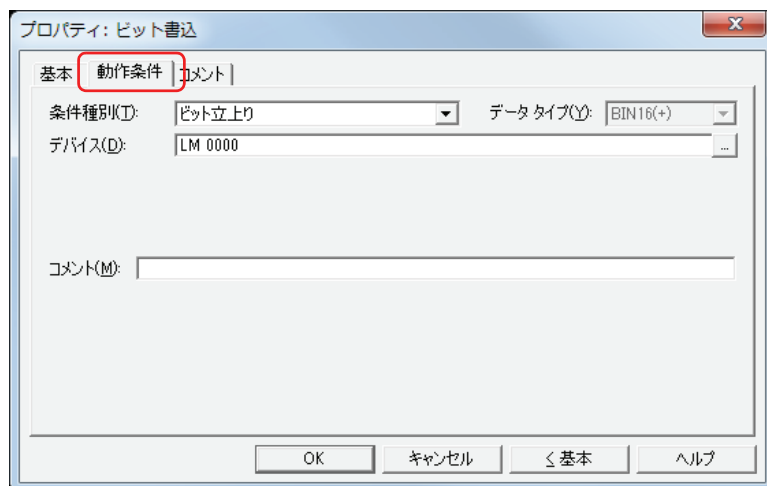 プロパティ: ビット書込
基本 動作条件 コメント
条件種別(T): ビット立上り データ タイプ(Y): BIN16(+)
デバイス(D): LM 0000 ...
コメント(M):
OK キャンセル < 基本 ヘルプ